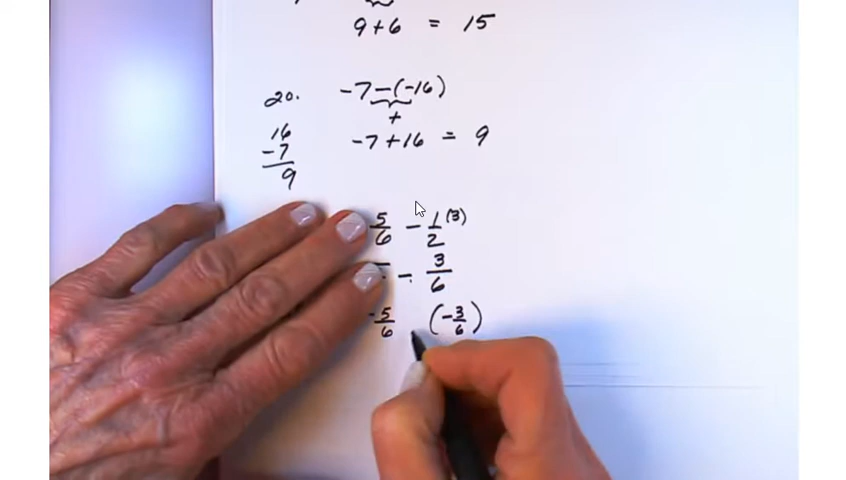 9 + 6 = 15
20. -7 - (-16)
+
16 -7 + 16 = 9
-7
9
5/6 - 1/2 (3)
- 3/6
-5/6 (-3/6)